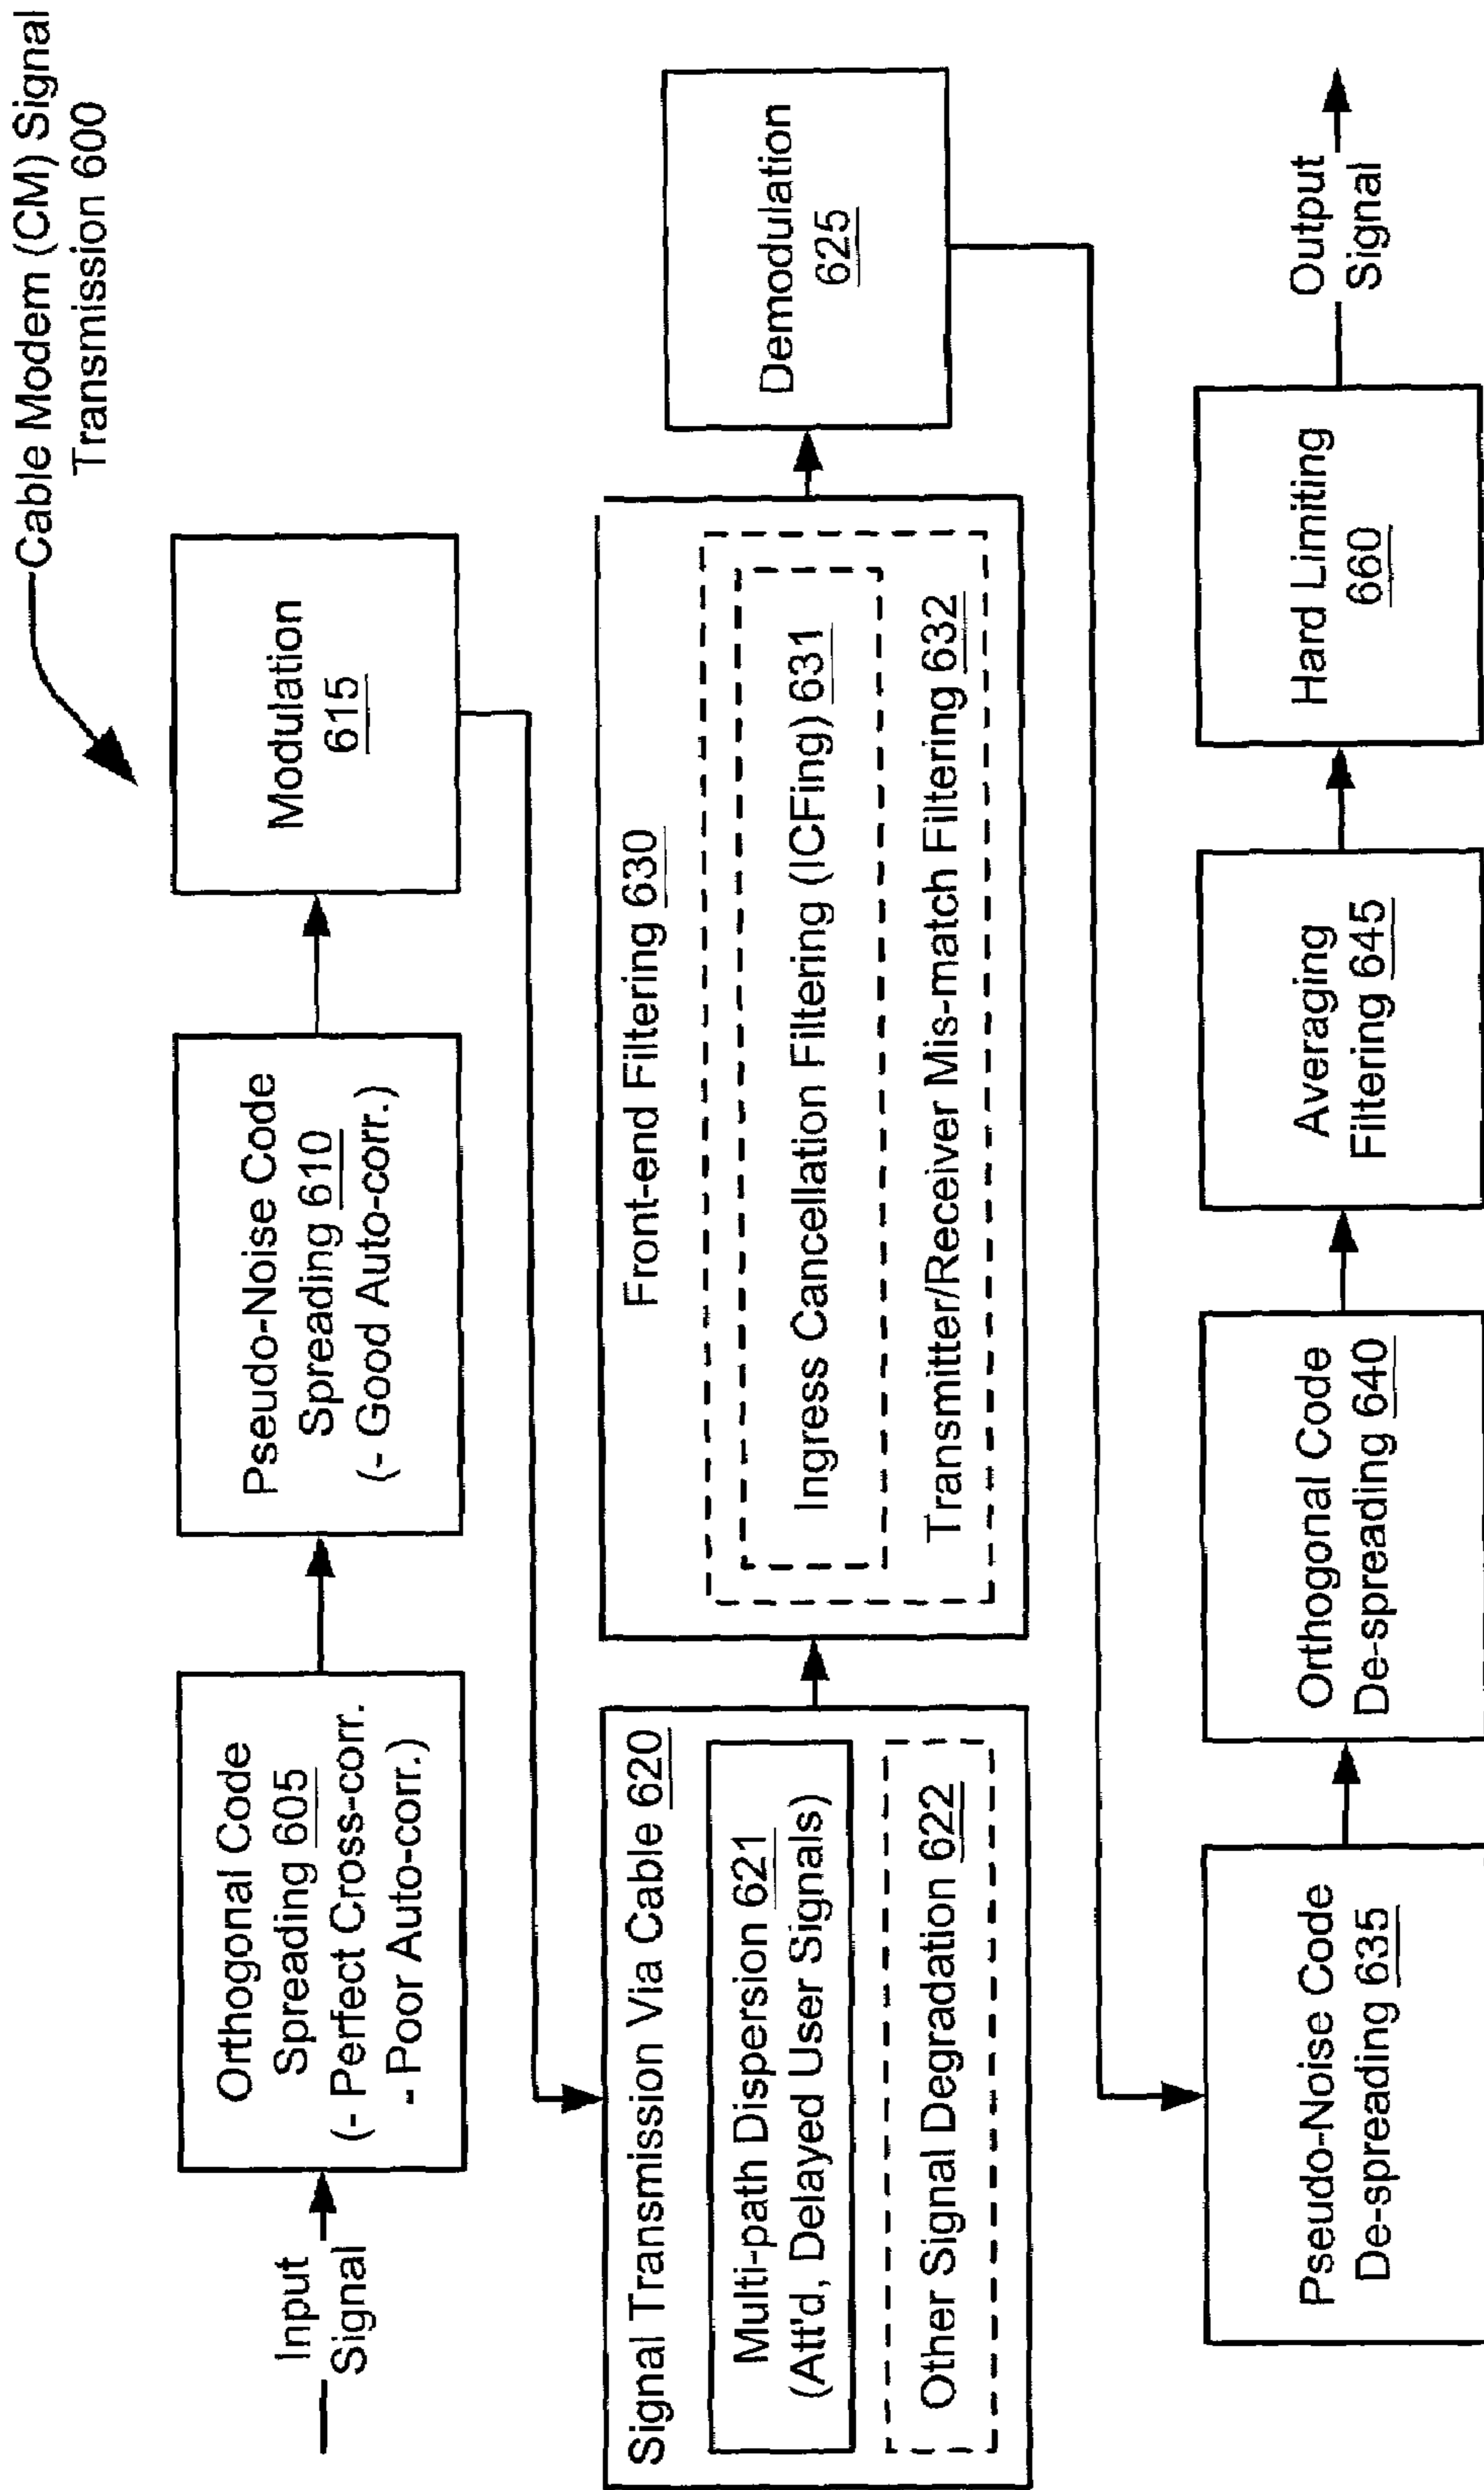 Cable Modem (CM) Signal
Transmission 600
Input
Signal
Orthogonal Code
Spreading 605
(- Perfect Cross-corr.
- Poor Auto-corr.)
Pseudo-Noise Code
Spreading 610
(- Good Auto-corr.)
Modulation
615
Signal Transmission Via Cable 620
Multi-path Dispersion 621
(Att'd, Delayed User Signals)
Other Signal Degradation 622
Front-end Filtering 630
Ingress Cancellation Filtering (ICFing) 631
Transmitter/Receiver Mis-match Filtering 632
Demodulation
625
Pseudo-Noise Code
De-spreading 635
Orthogonal Code
De-spreading 640
Averaging
Filtering 645
Hard Limiting
660
Output
Signal